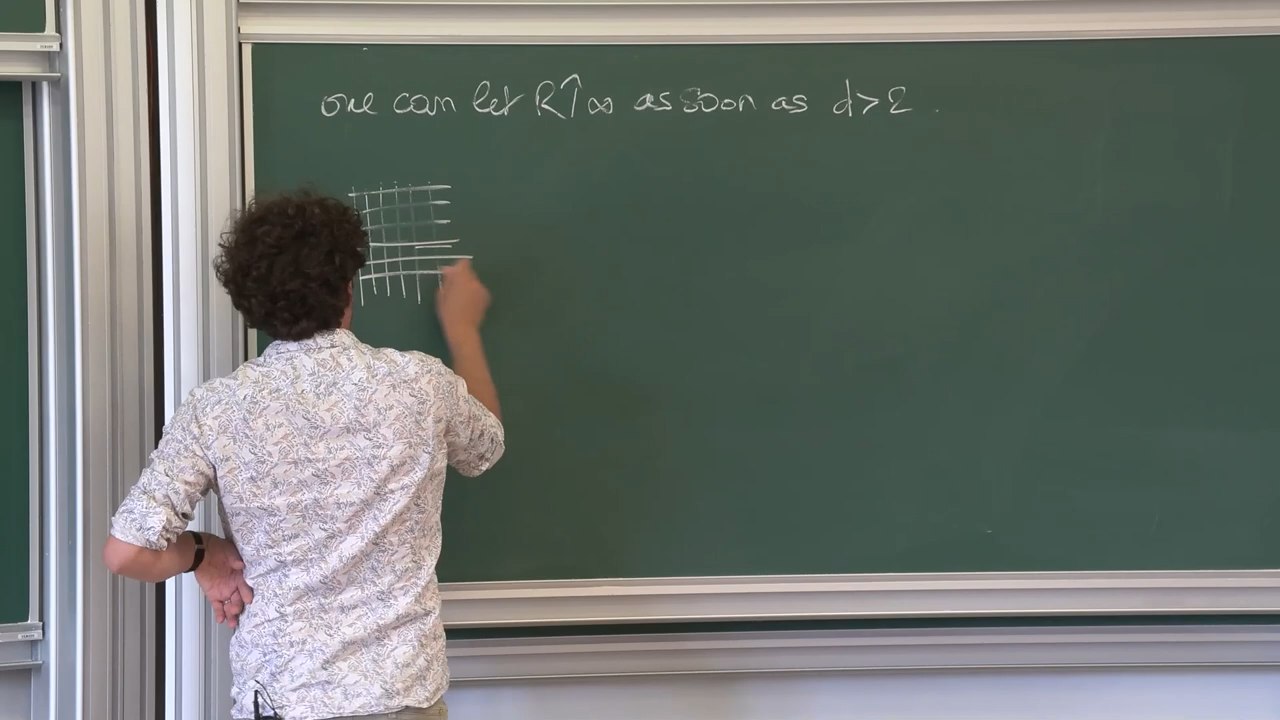 one can let R↑∞ as soon as d>2.